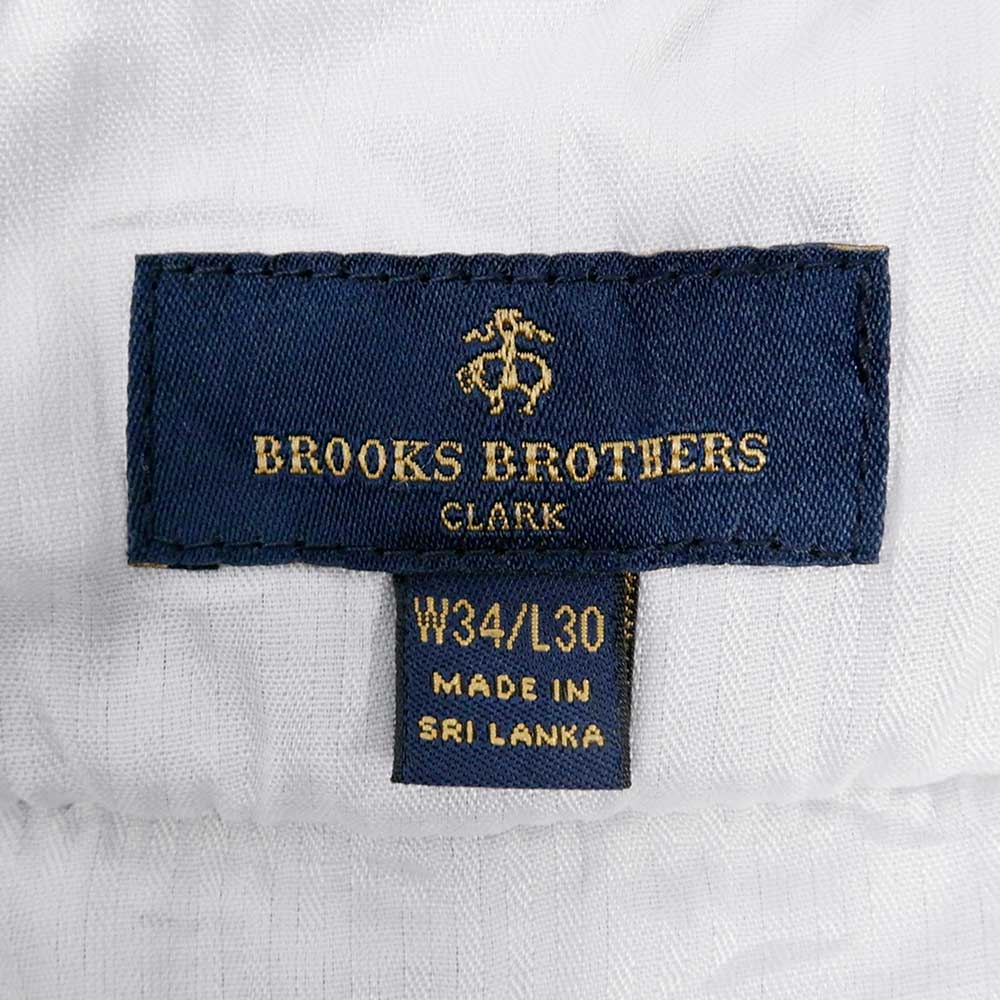 BROOKS BROTHERS
CLARK
W34/L30
MADE IN
SRI LANKA